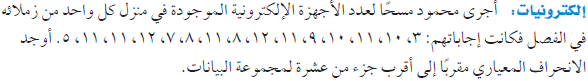 إلكترونيات: أجرى محمود مسحًا لعدد الأجهزة الإلكترونية الموجودة في منزل كل واحد من زملائه
في الفصل فكانت إجاباتهم: ٣، ١٠، ١١، ١٠، ٩، ١١، ١٢، ٨، ١١، ٨، ٧، ١٢، ١١، ١١، ٥. أوجد
الانحراف المعياري مقربًا إلى أقرب جزء من عشرة لمجموعة البيانات.